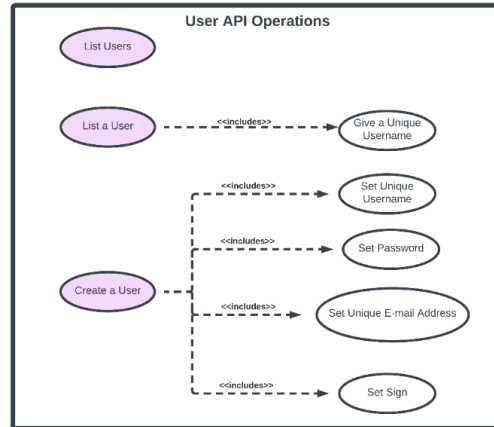 User API Operations
List Users
List a User
<<includes>>
Give a Unique
Username
<<includes>>
Set Unique
Username
<<includes>>
Set Password
Create a User
<<includes>>
Set Unique E-mail Address
<<includes>>
Set Sign